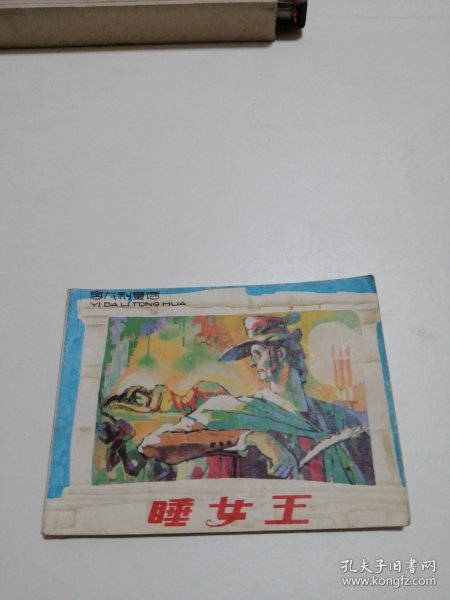 意大利童话
YI DA LI TONG HUA
睡女王
孔夫子旧书网
www.kongfz.com